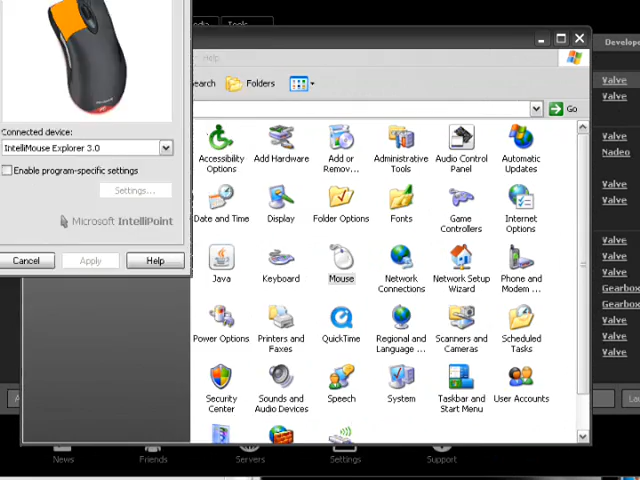 Tools
Develope
Help
Search
Folders
Go
Valve
Valve
Valve
Nadeo
Valve
Valve
Valve
Valve
Valve
Gearbox
Gearbox
Valve
Valve
Valve
Connected device:
IntelliMouse Explorer 3.0
Enable program-specific settings
Settings...
Microsoft IntelliPoint
Cancel
Apply
Help
Accessibility Options
Add Hardware
Add or Remov...
Administrative Tools
Audio Control Panel
Automatic Updates
Date and Time
Display
Folder Options
Fonts
Game Controllers
Internet Options
Java
Keyboard
Mouse
Network Connections
Network Setup Wizard
Phone and Modem ...
Power Options
Printers and Faxes
QuickTime
Regional and Language ...
Scanners and Cameras
Scheduled Tasks
Security Center
Sounds and Audio Devices
Speech
System
Taskbar and Start Menu
User Accounts
News
Friends
Servers
Settings
Support